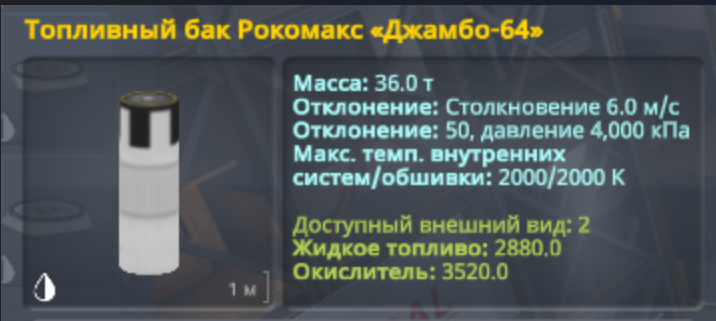 Топливный бак Рокомакс «Джамбо-64»
Масса: 36.0 т
Отклонение: Столкновение 6.0 м/с
Отклонение: 50, давление 4,000 кПа
Макс. темп. внутренних
систем/обшивки: 2000/2000 К
Доступный внешний вид: 2
Жидкое топливо: 2880.0
Окислитель: 3520.0
1 м